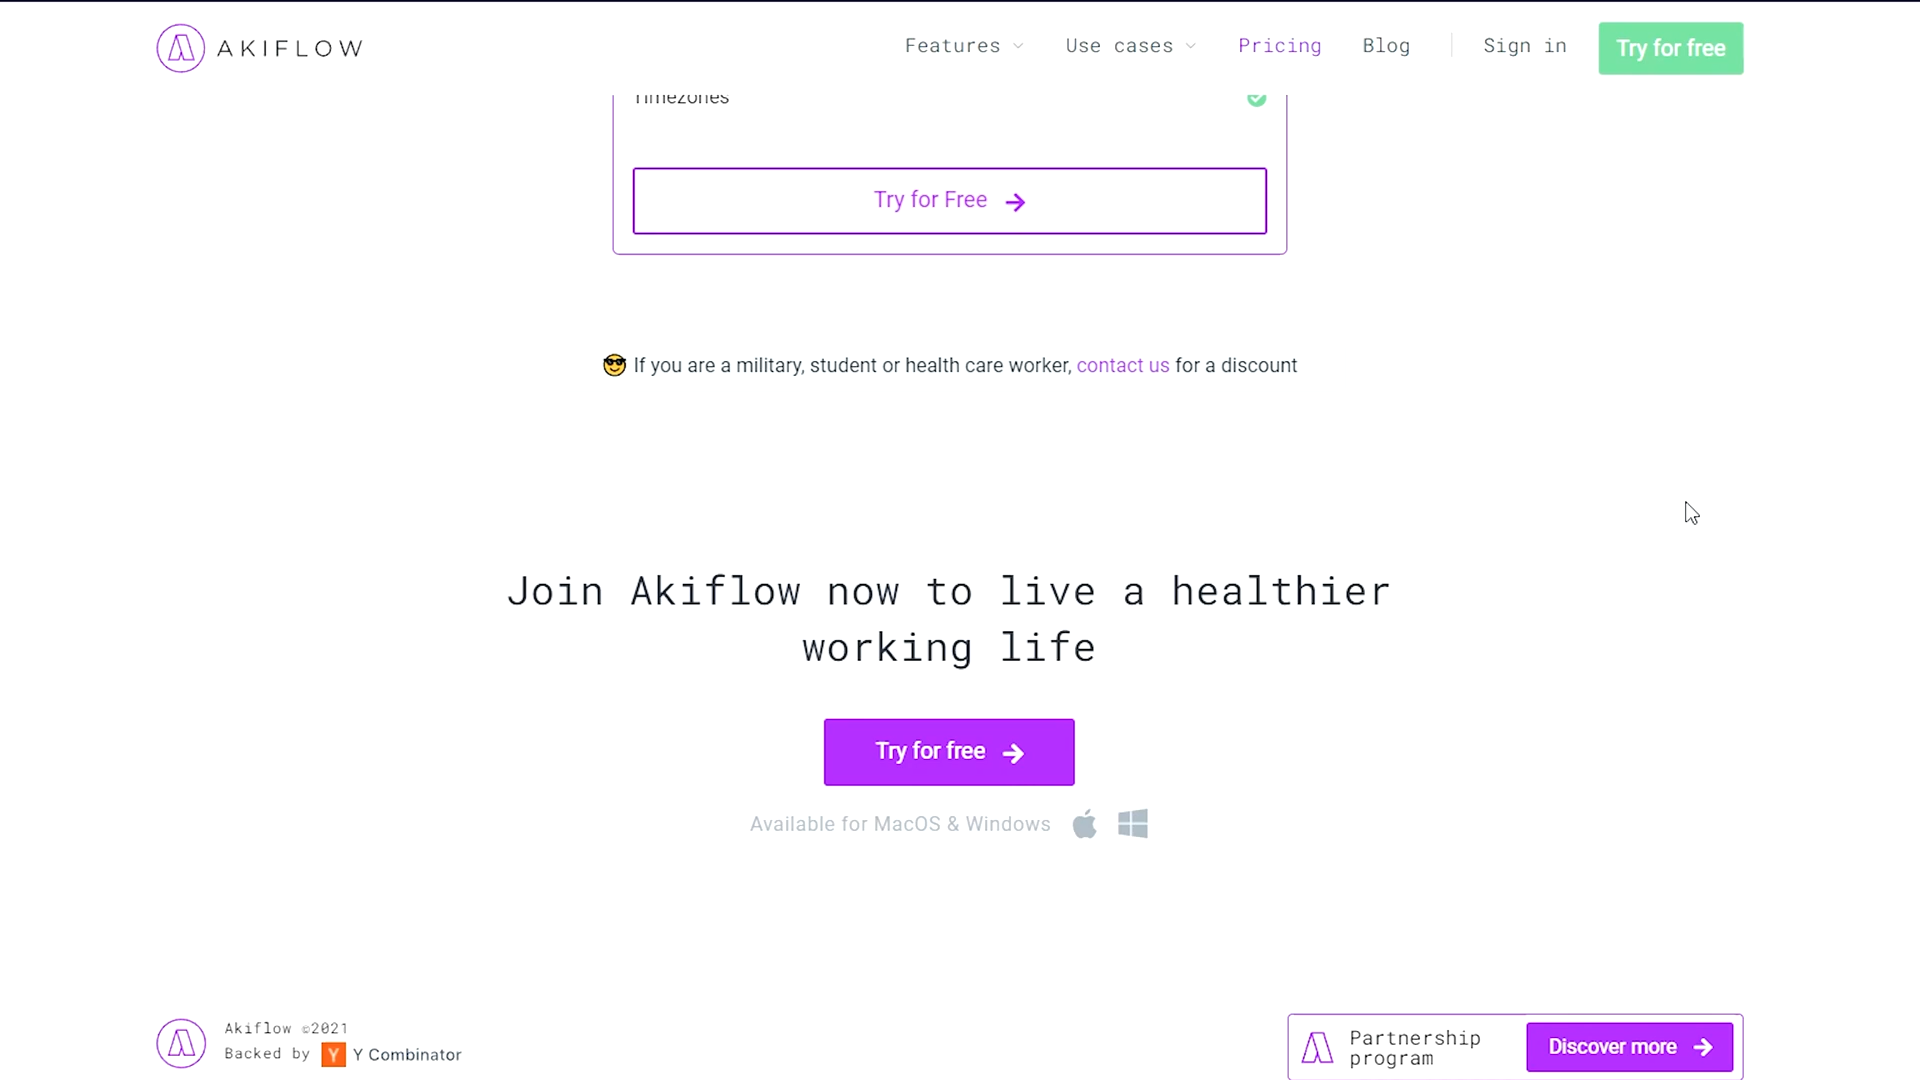 AKIFLOW
Features
Use cases
Pricing
Blog
Sign in
Try for free
Timezones
Try for Free
If you are a military, student or health care worker, contact us for a discount
Join Akiflow now to live a healthier
working life
Try for free
Available for MacOS & Windows
Akiflow ©2021
Backed by Y Y Combinator
Partnership
program
Discover more